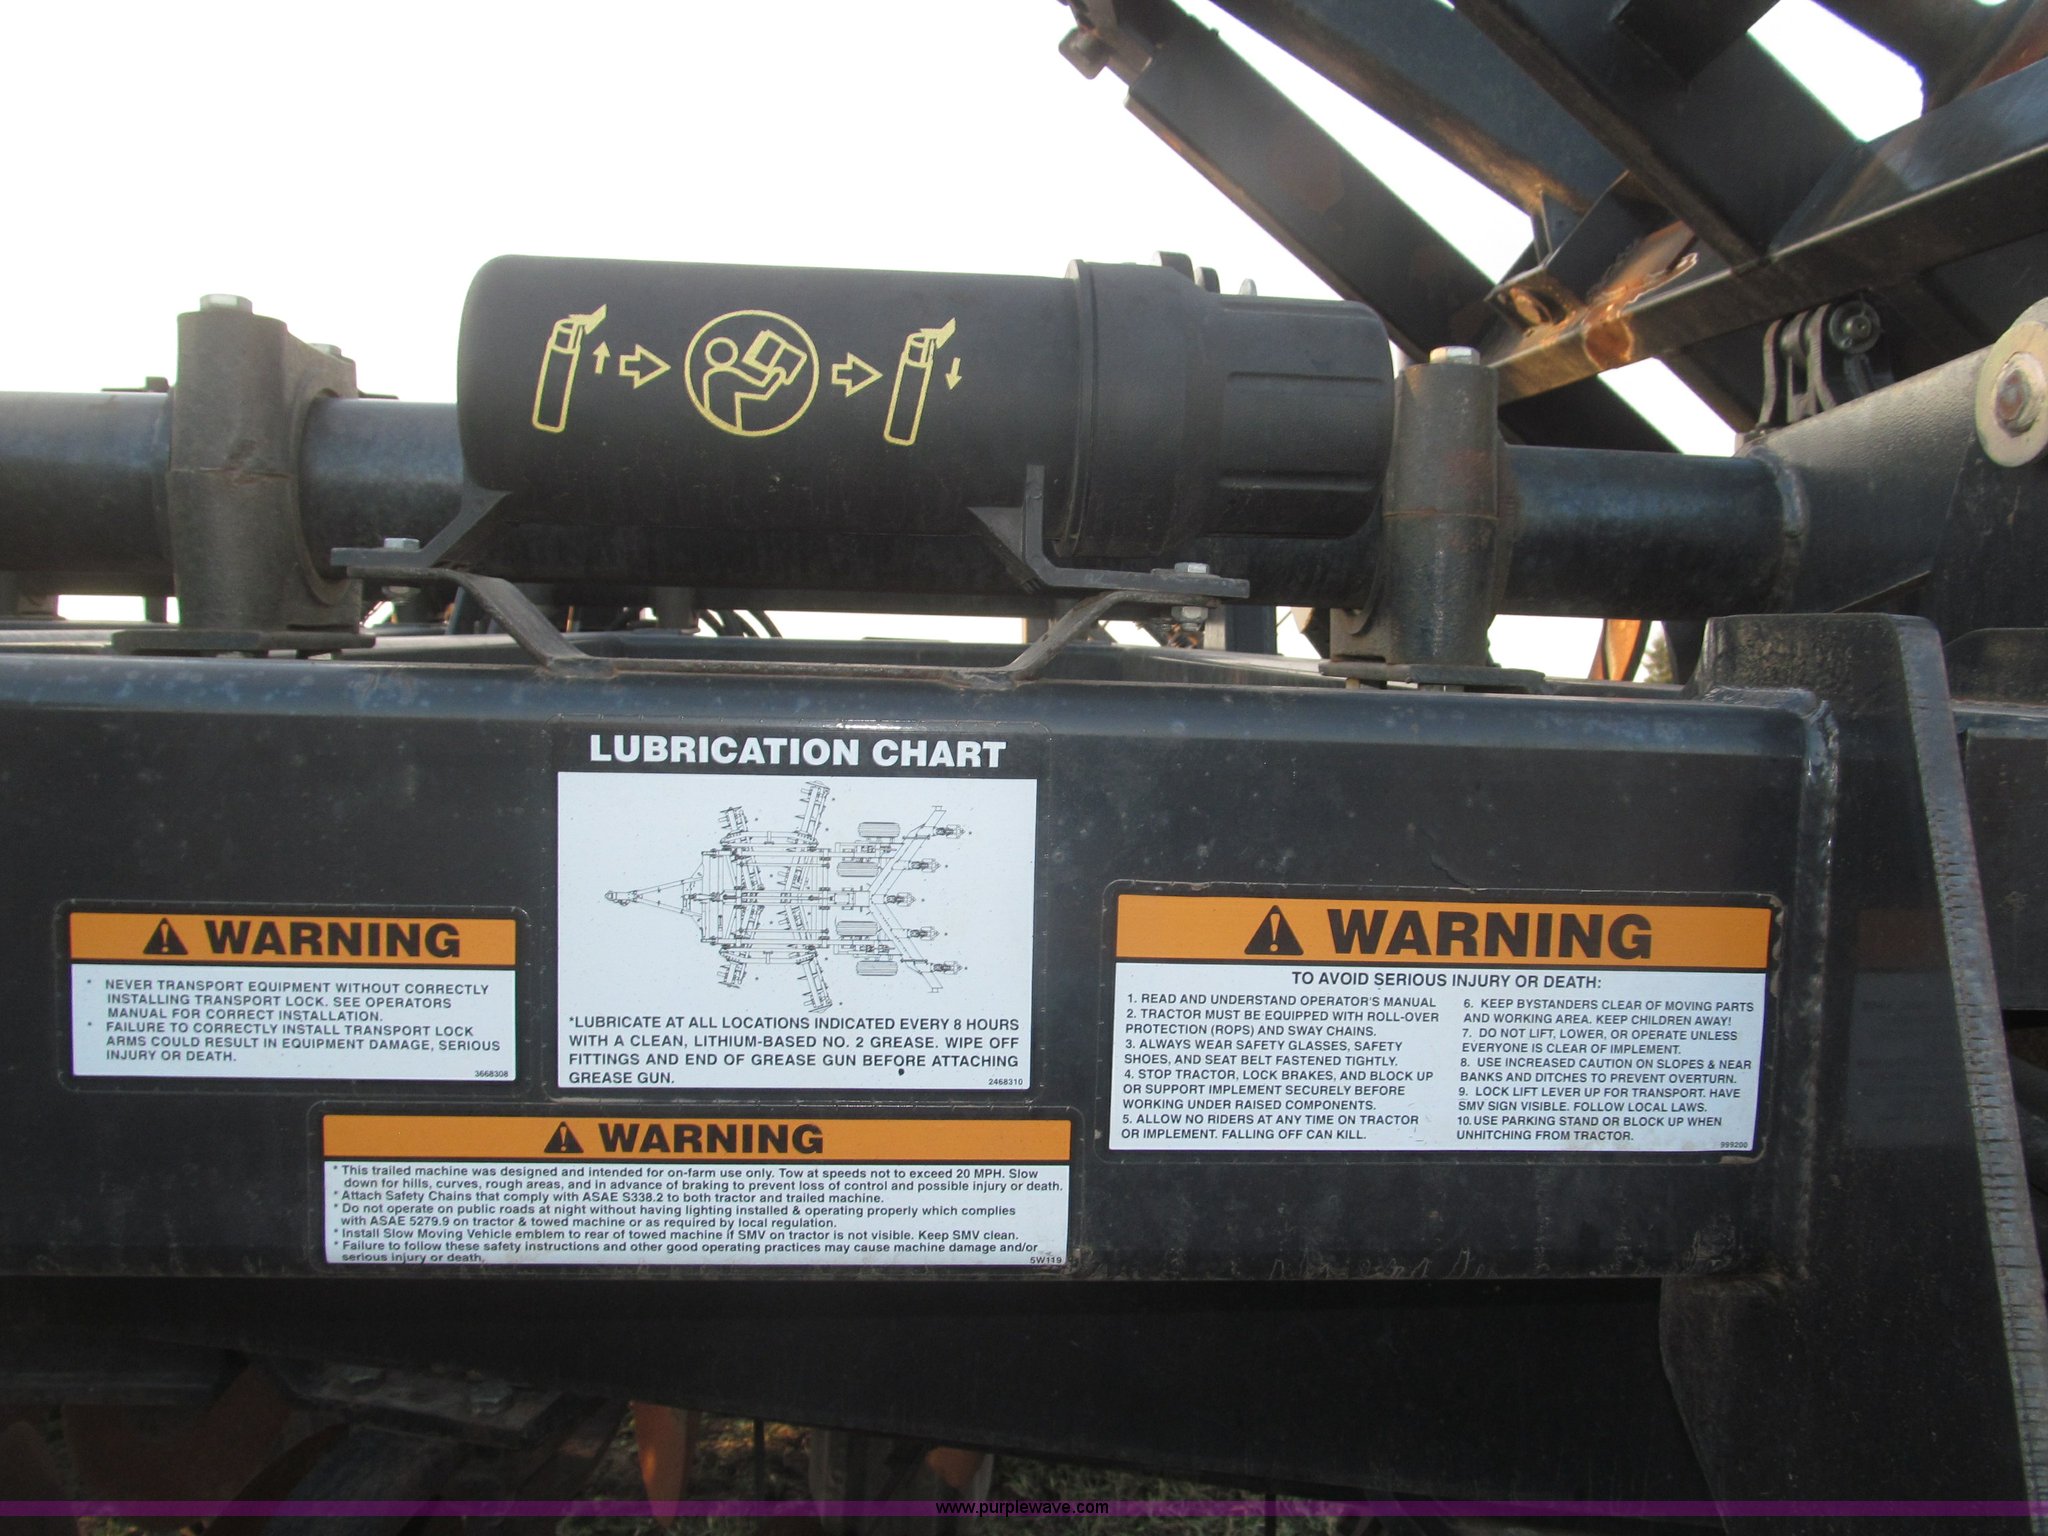 LUBRICATION CHART
*LUBRICATE AT ALL LOCATIONS INDICATED EVERY 8 HOURS
WITH A CLEAN, LITHIUM-BASED NO. 2 GREASE. WIPE OFF
FITTINGS AND END OF GREASE GUN BEFORE ATTACHING
GREASE GUN.
2468310
WARNING
* NEVER TRANSPORT EQUIPMENT WITHOUT CORRECTLY
INSTALLING TRANSPORT LOCK. SEE OPERATORS
MANUAL FOR CORRECT INSTALLATION.
* FAILURE TO CORRECTLY INSTALL TRANSPORT LOCK
ARMS COULD RESULT IN EQUIPMENT DAMAGE, SERIOUS
INJURY OR DEATH.
3668308
WARNING
TO AVOID SERIOUS INJURY OR DEATH:
1. READ AND UNDERSTAND OPERATOR'S MANUAL
2. TRACTOR MUST BE EQUIPPED WITH ROLL-OVER
PROTECTION (ROPS) AND SWAY CHAINS.
3. ALWAYS WEAR SAFETY GLASSES, SAFETY
SHOES, AND SEAT BELT FASTENED TIGHTLY.
4. STOP TRACTOR, LOCK BRAKES, AND BLOCK UP
OR SUPPORT IMPLEMENT SECURELY BEFORE
WORKING UNDER RAISED COMPONENTS.
5. ALLOW NO RIDERS AT ANY TIME ON TRACTOR
OR IMPLEMENT. FALLING OFF CAN KILL.
6. KEEP BYSTANDERS CLEAR OF MOVING PARTS
AND WORKING AREA. KEEP CHILDREN AWAY!
7. DO NOT LIFT, LOWER, OR OPERATE UNLESS
EVERYONE IS CLEAR OF IMPLEMENT.
8. USE INCREASED CAUTION ON SLOPES & NEAR
BANKS AND DITCHES TO PREVENT OVERTURN.
9. LOCK LIFT LEVER UP FOR TRANSPORT. HAVE
SMV SIGN VISIBLE. FOLLOW LOCAL LAWS.
10. USE PARKING STAND OR BLOCK UP WHEN
UNHITCHING FROM TRACTOR.
999200
WARNING
* This trailed machine was designed and intended for on-farm use only. Tow at speeds not to exceed 20 MPH. Slow
down for hills, curves, rough areas, and in advance of braking to prevent loss of control and possible injury or death.
* Attach Safety Chains that comply with ASAE S338.2 to both tractor and trailed machine.
* Do not operate on public roads at night without having lighting installed & operating properly which complies
with ASAE 5279.9 on tractor & towed machine or as required by local regulation.
* Install Slow Moving Vehicle emblem to rear of towed machine if SMV on tractor is not visible. Keep SMV clean.
* Failure to follow these safety instructions and other good operating practices may cause machine damage and/or
serious injury or death.
5W119
www.purplewave.com